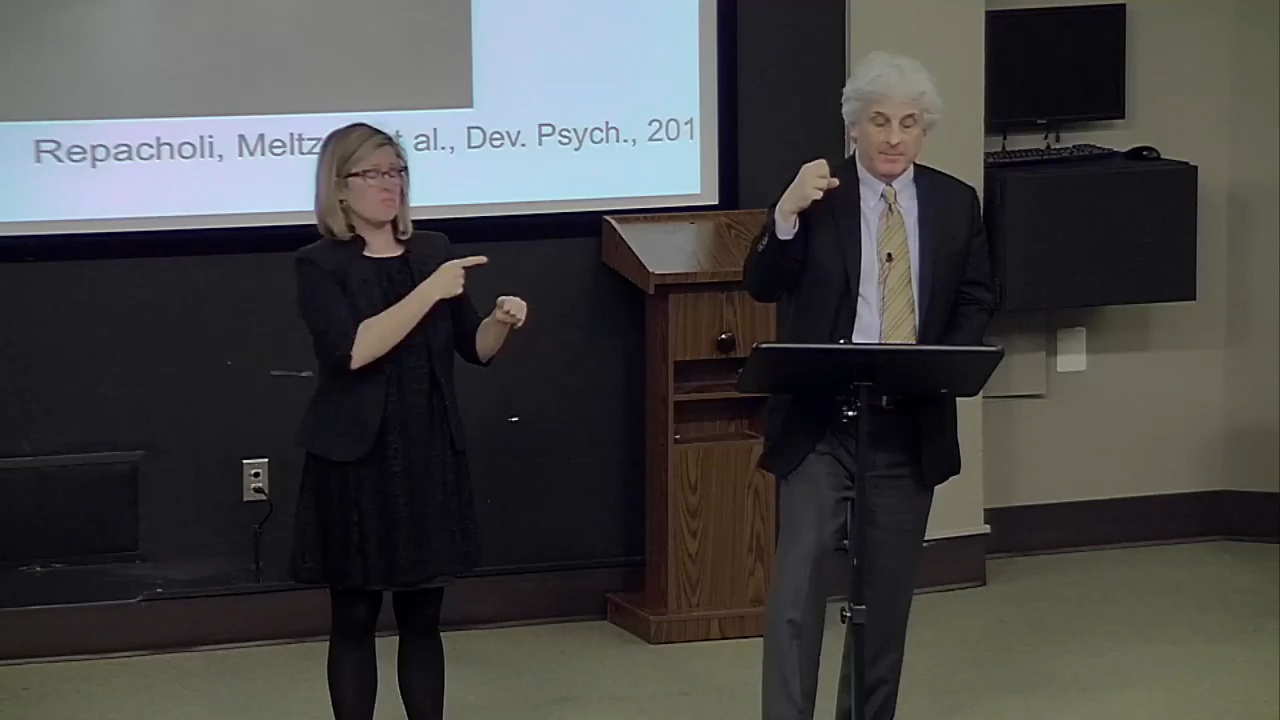 Repacholi, Meltz al., Dev. Psych., 201